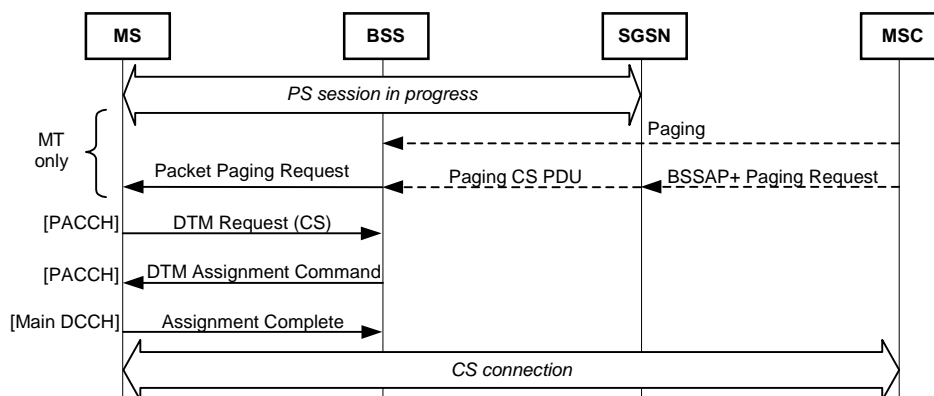 MS
BSS
SGSN
MSC
PS session in progress
MT
only
Paging
Packet Paging Request
Paging CS PDU
BSSAP+ Paging Request
[PACCH]
DTM Request (CS)
[PACCH]
DTM Assignment Command
[Main DCCH]
Assignment Complete
CS connection